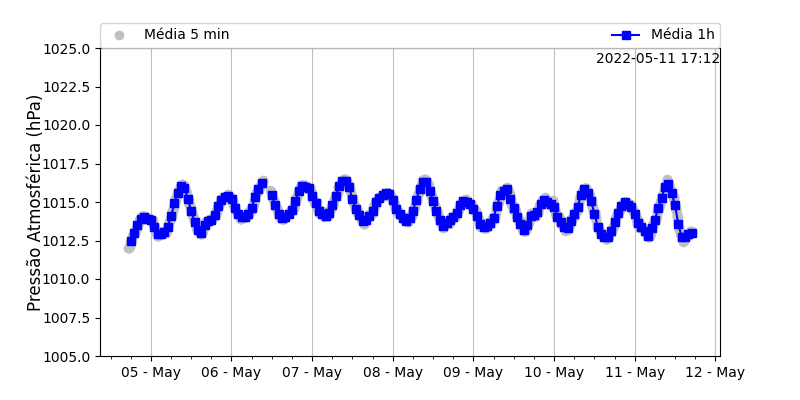 Média 5 min
Média 1h
2022-05-11 17:12
Pressão Atmosférica (hPa)
1025.0
1022.5
1020.0
1017.5
1015.0
1012.5
1010.0
1007.5
1005.0
05 - May
06 - May
07 - May
08 - May
09 - May
10 - May
11 - May
12 - May